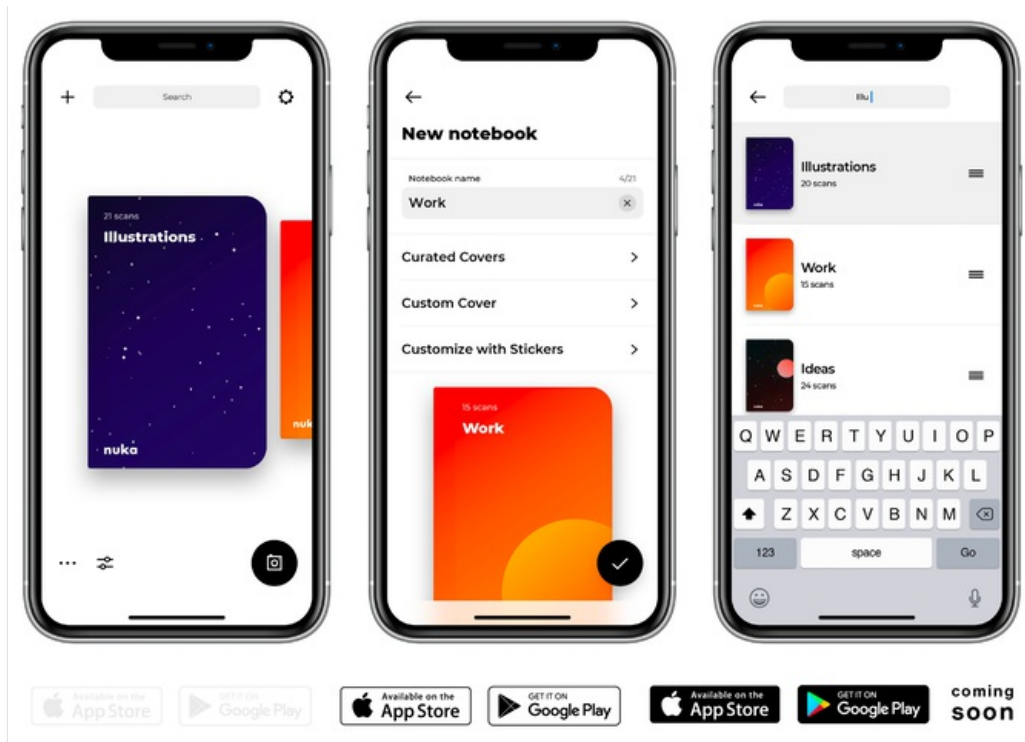 Search
21 scans
Illustrations
nuka
nuk
New notebook
Notebook name 4/21
Work
Curated Covers
Custom Cover
Customize with Stickers
15 scans
Work
Illu
Illustrations
20 scans
nuka
Work
15 scans
nuka
Ideas
24 scans
nuka
Q W E R T Y U I O P
A S D F G H J K L
Z X C V B N M
123 space Go
Available on the
App Store
GET IT ON
Google Play
Available on the
App Store
GET IT ON
Google Play
Available on the
App Store
GET IT ON
Google Play
coming
soon